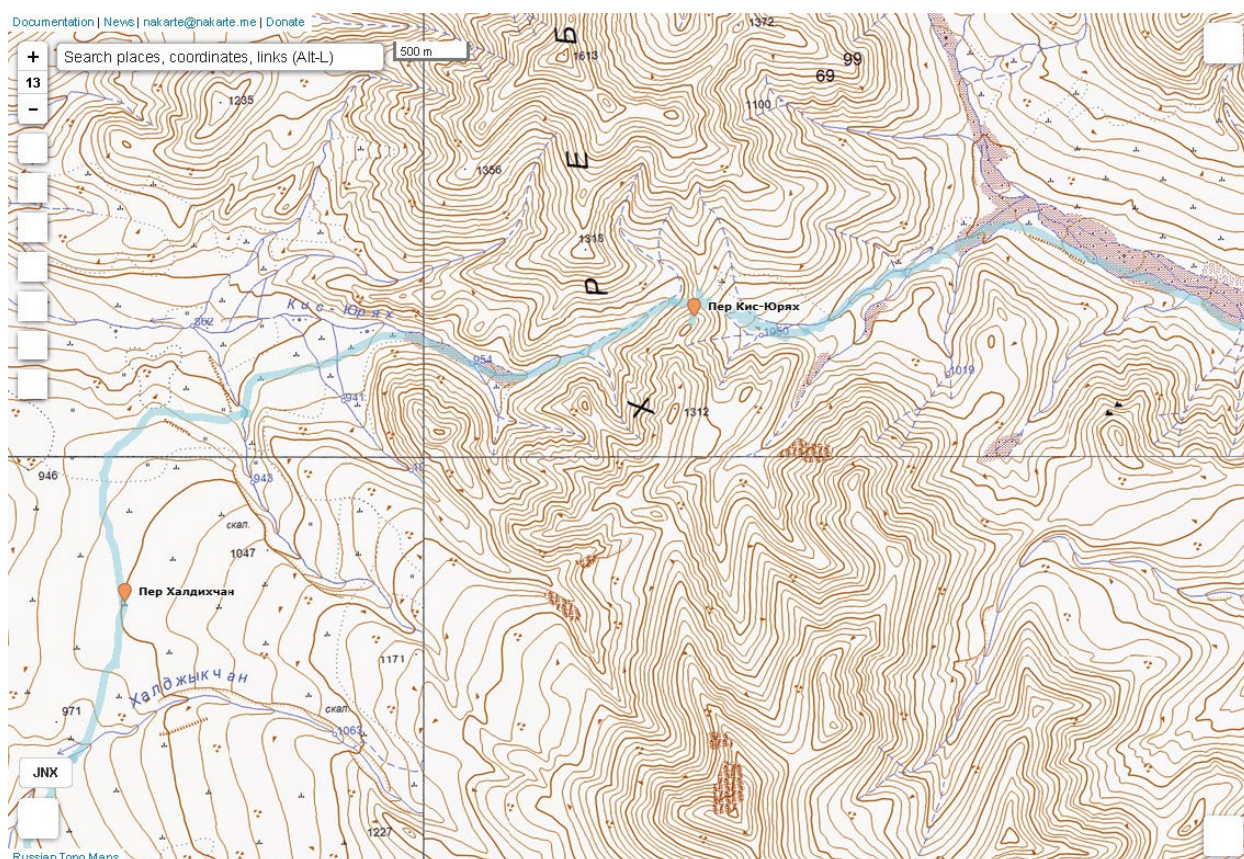 Documentation | News | nakarte@nakarte.me | Donate
+
Search places, coordinates, links (Alt-L)
500 m
13
−
1372
Б
1613
99
69
1235
1100
Е
1356
1318
Р
Кис-Юрях
Пер Кис-Юрях
862
1050
954
1019
941
Х
1312
946
943
скал.
1047
Пер Халдихчан
1171
Халджыкчан
971
скал.
1063
JNX
1227
Russian Topo Maps